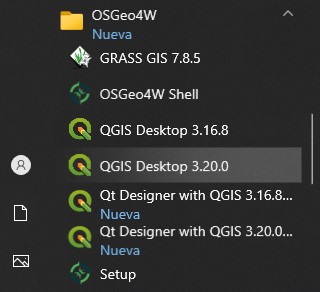 OSGeo4W
Nueva
GRASS GIS 7.8.5
OSGeo4W Shell
QGIS Desktop 3.16.8
QGIS Desktop 3.20.0
Qt Designer with QGIS 3.16.8...
Nueva
Qt Designer with QGIS 3.20.0...
Nueva
Setup